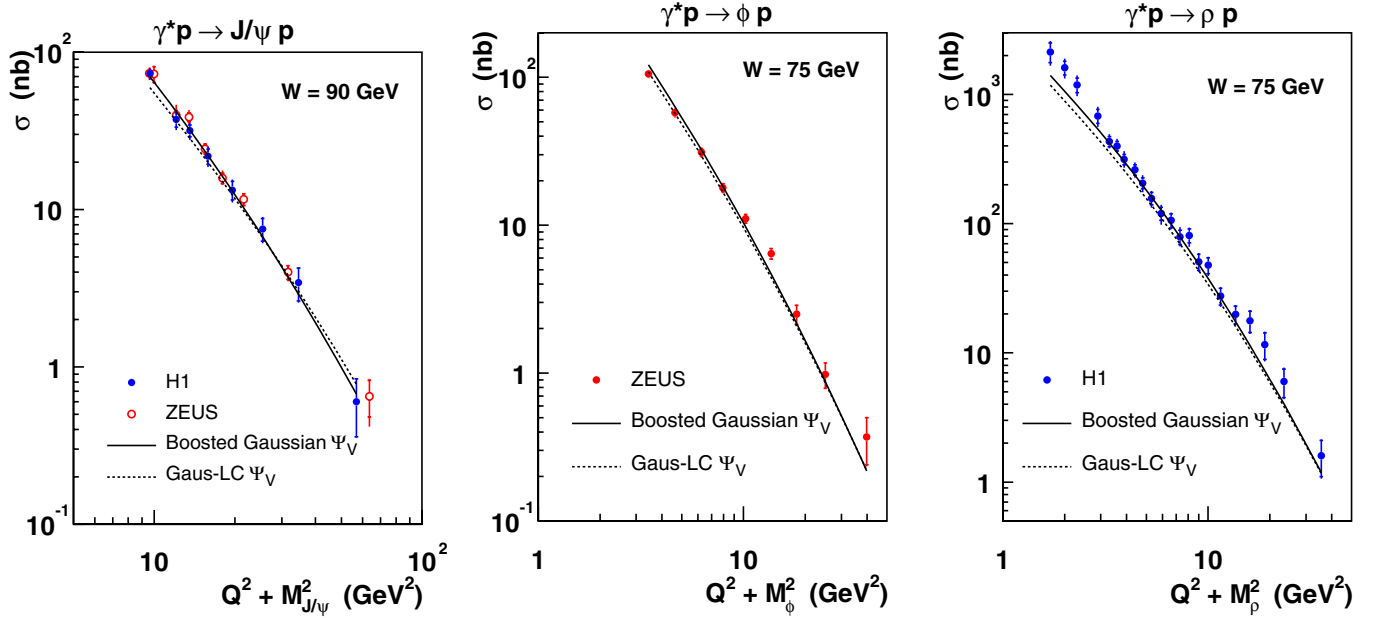 γ*p → J/ψ p
σ (nb)
10²
10
1
10⁻¹
W = 90 GeV
H1
ZEUS
Boosted Gaussian Ψ_V
Gaus-LC Ψ_V
10
10²
Q² + M²_J/ψ (GeV²)
γ*p → ϕ p
σ (nb)
10²
10
1
10⁻¹
W = 75 GeV
ZEUS
Boosted Gaussian Ψ_V
Gaus-LC Ψ_V
1
10
Q² + M²_ϕ (GeV²)
γ*p → ρ p
σ (nb)
10³
10²
10
1
W = 75 GeV
H1
Boosted Gaussian Ψ_V
Gaus-LC Ψ_V
1
10
Q² + M²_ρ (GeV²)